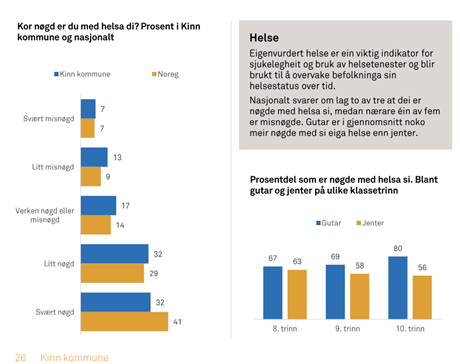 Kor nøgd er du med helsa di? Prosent i Kinn
kommune og nasjonalt
Kinn kommune Noreg
Svært misnøgd 7
7
Litt misnøgd 13
9
Verken nøgd eller
misnøgd
17
14
Litt nøgd 32
29
Svært nøgd 32
41
Helse
Eigenvurdert helse er ein viktig indikator for
sjukelegheit og bruk av helsetenester og blir
brukt til å overvake befolkninga sin
helsestatus over tid.
Nasjonalt svarer om lag to av tre at dei er
nøgde med helsa si, medan nærare éin av fem
er misnøgde. Gutar er i gjennomsnitt noko
meir nøgde med si eiga helse enn jenter.
Prosentdel som er nøgde med helsa si. Blant
gutar og jenter på ulike klassetrinn
Gutar Jenter
67 63 69 58 80 56
8. trinn 9. trinn 10. trinn
26 Kinn kommune